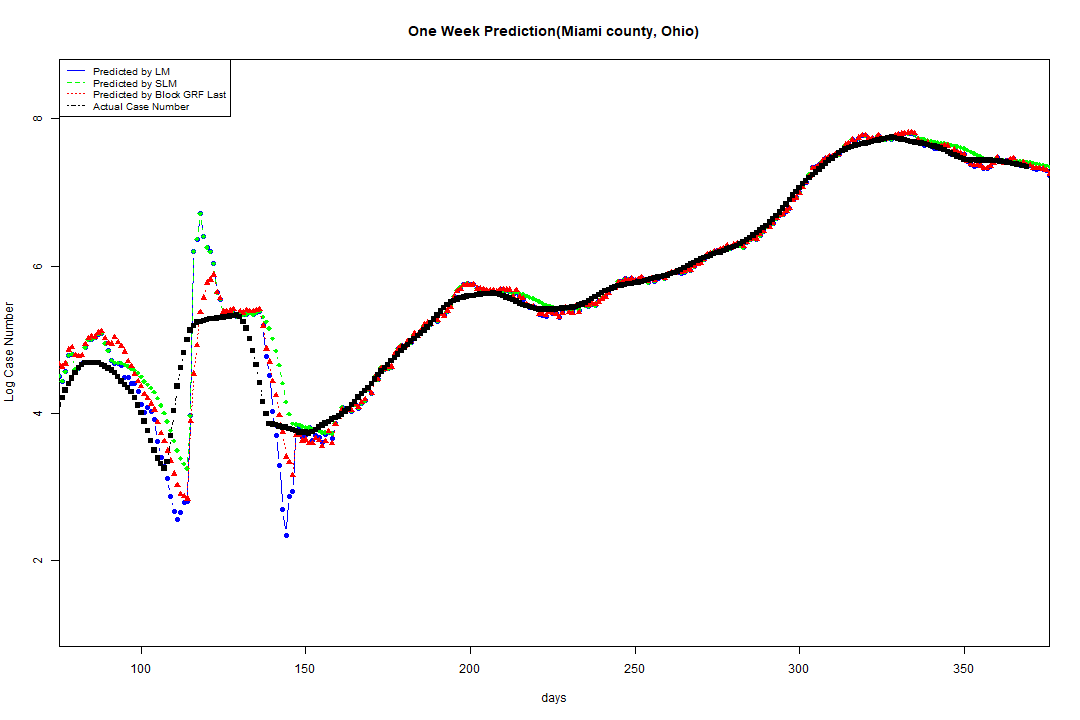 One Week Prediction(Miami county, Ohio)
Predicted by LM
Predicted by SLM
Predicted by Block GRF Last
Actual Case Number
8
6
4
2
Log Case Number
100 150 200 250 300 350
days